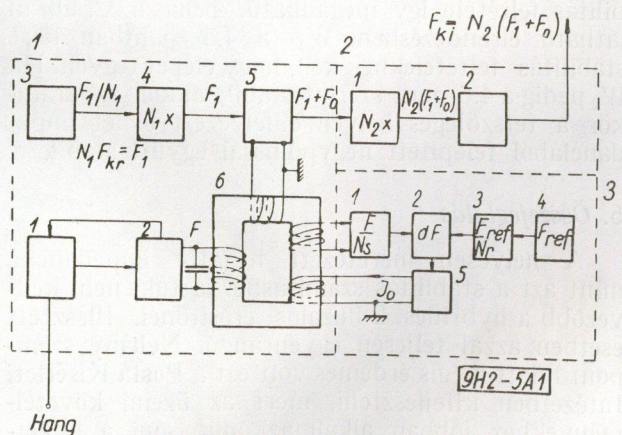 F_ki = N_2 (F_1+F_0)
1
2
3
4
5
1
2
F_1/N_1
N_1 x
F_1
F_1+F_0
N_2 x
N_2(F_1+F_0)
N_1 F_kr = F_1
3
6
1
2
F
1
2
3
4
F/N_s
dF
F_ref/N_r
F_ref
J_0
5
9H2-5A1
Hang